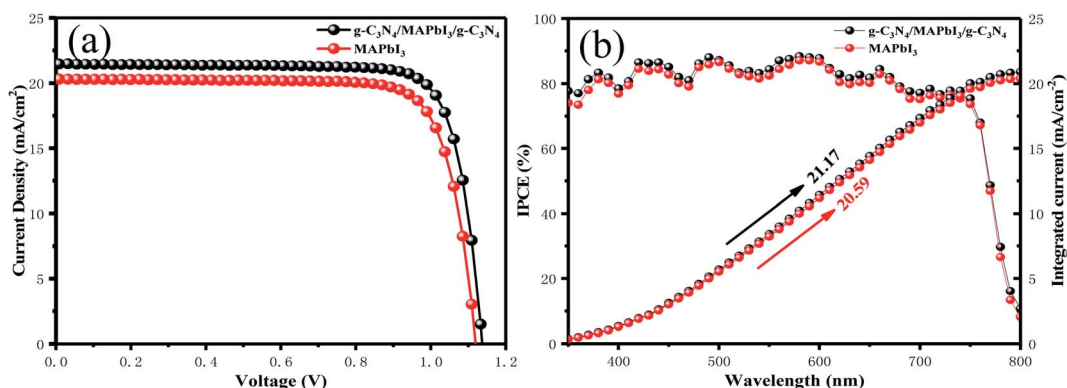 (a)
g-C₃N₄/MAPbI₃/g-C₃N₄
MAPbI₃
Current Density (mA/cm²)
25
20
15
10
5
0
0.0 0.2 0.4 0.6 0.8 1.0 1.2
Voltage (V)
(b)
g-C₃N₄/MAPbI₃/g-C₃N₄
MAPbI₃
IPCE (%)
100
80
60
40
20
0
21.17
20.59
25
20
15
10
5
0
Integrated current (mA/cm⁻²)
400 500 600 700 800
Wavelength (nm)